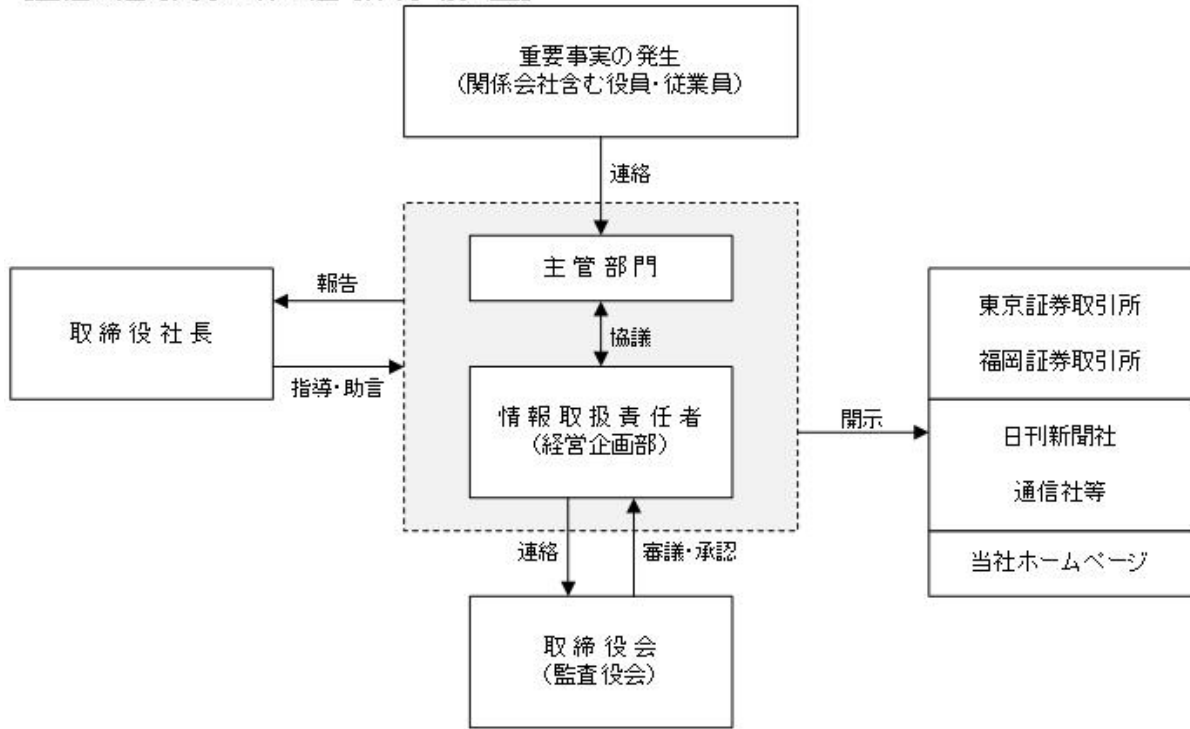 重要事実の発生
(関係会社含む役員・従業員)
連絡
主管部門
報告
取締役社長
指導・助言
協議
情報取扱責任者
(経営企画部)
開示
東京証券取引所
福岡証券取引所
日刊新聞社
通信社等
当社ホームページ
連絡
審議・承認
取締役会
(監査役会)